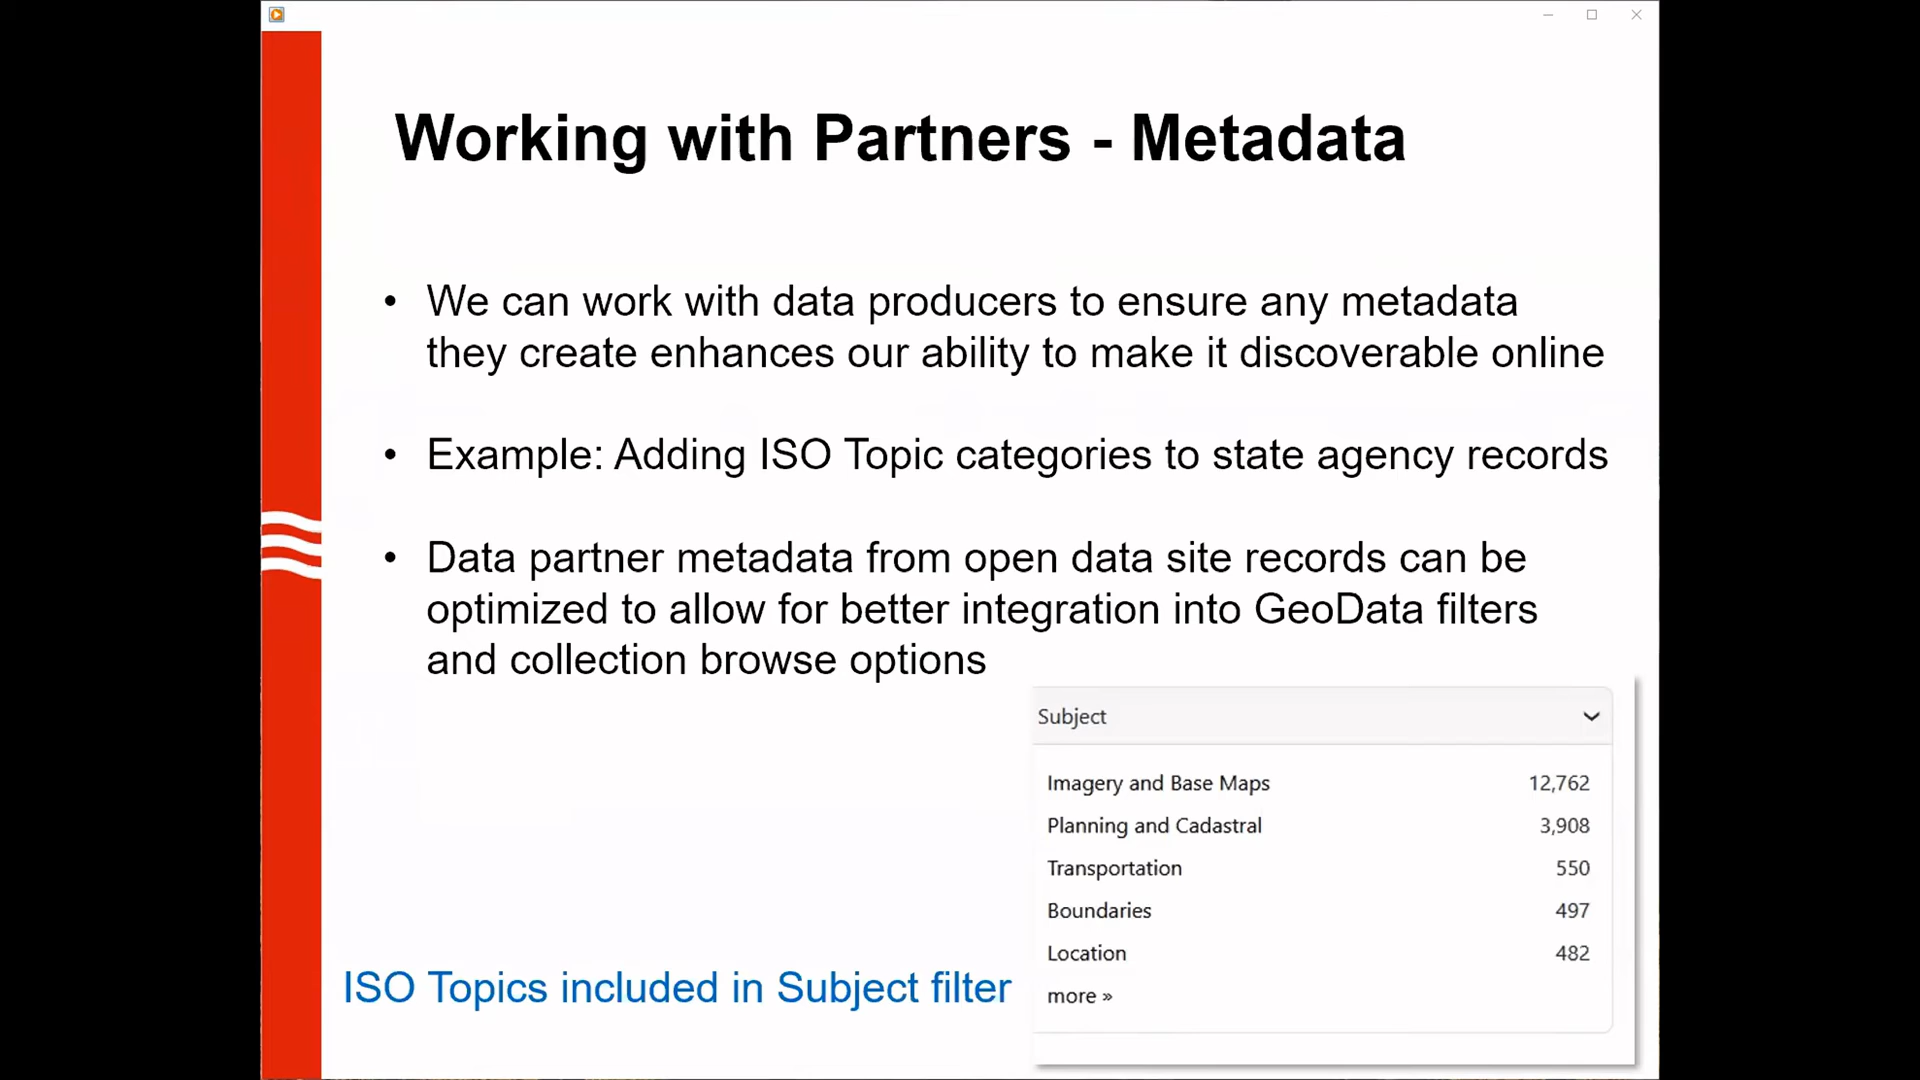 Working with Partners - Metadata
• We can work with data producers to ensure any metadata
they create enhances our ability to make it discoverable online
• Example: Adding ISO Topic categories to state agency records
• Data partner metadata from open data site records can be
optimized to allow for better integration into GeoData filters
and collection browse options
Subject
Imagery and Base Maps 12,762
Planning and Cadastral 3,908
Transportation 550
Boundaries 497
Location 482
more »
ISO Topics included in Subject filter